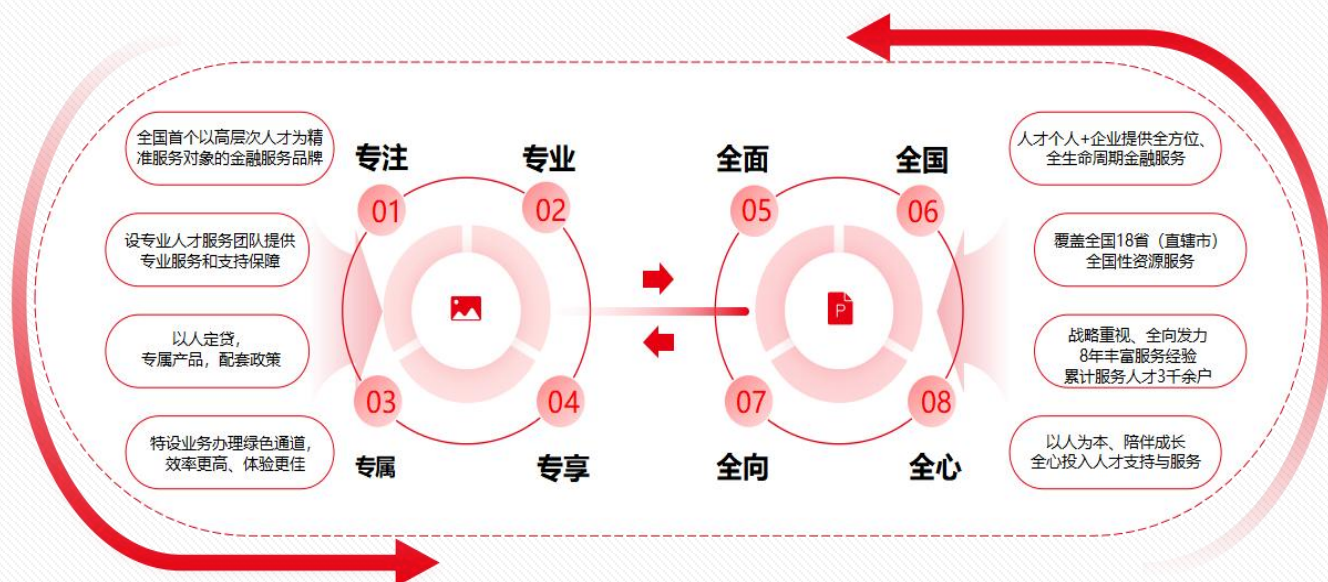 全国首个以高层次人才为精
准服务对象的金融服务品牌
设专业人才服务团队提供
专业服务和支持保障
以人定贷，
专属产品，配套政策
特设业务办理绿色通道，
效率更高、体验更佳
专注
专业
01
02
03
04
专属
专享
全面
全国
05
06
07
08
全向
全心
人才个人+企业提供全方位、
全生命周期金融服务
覆盖全国18省（直辖市）
全国性资源服务
战略重视、全向发力
8年丰富服务经验
累计服务人才3千余户
以人为本、陪伴成长
全心投入人才支持与服务
P